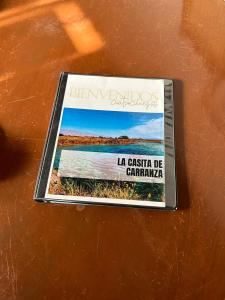 BIENVENIDOS
LA CASITA DE
CARRANZA